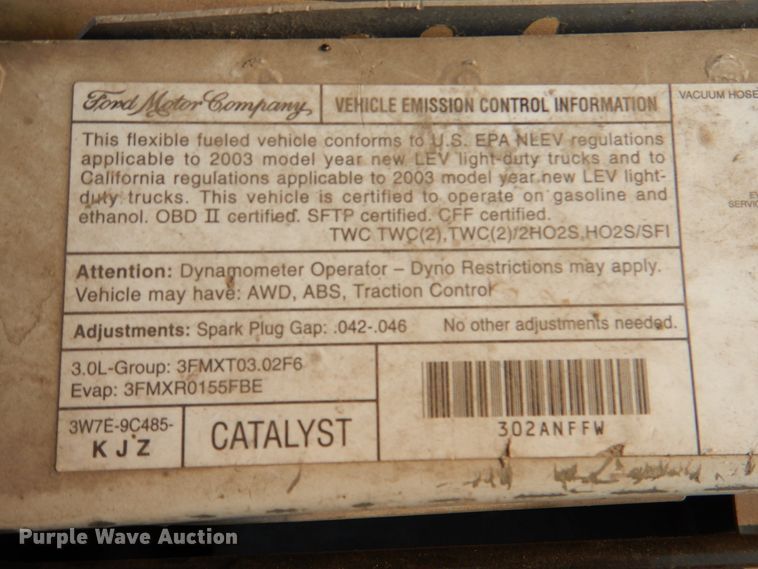 Ford Motor Company
VEHICLE EMISSION CONTROL INFORMATION
VACUUM HOSE
This flexible fueled vehicle conforms to U.S. EPA NLEV regulations
applicable to 2003 model year new LEV light-duty trucks and to
California regulations applicable to 2003 model year new LEV light-
duty trucks. This vehicle is certified to operate on gasoline and
ethanol. OBD II certified. SFTP certified. CFF certified.
TWC TWC(2),TWC(2)/2HO2S,HO2S/SFI
Attention: Dynamometer Operator – Dyno Restrictions may apply.
Vehicle may have: AWD, ABS, Traction Control
Adjustments: Spark Plug Gap: .042-.046 No other adjustments needed.
3.0L-Group: 3FMXT03.02F6
Evap: 3FMXR0155FBE
3W7E-9C485-
KJZ
CATALYST
302ANFFW
Purple Wave Auction